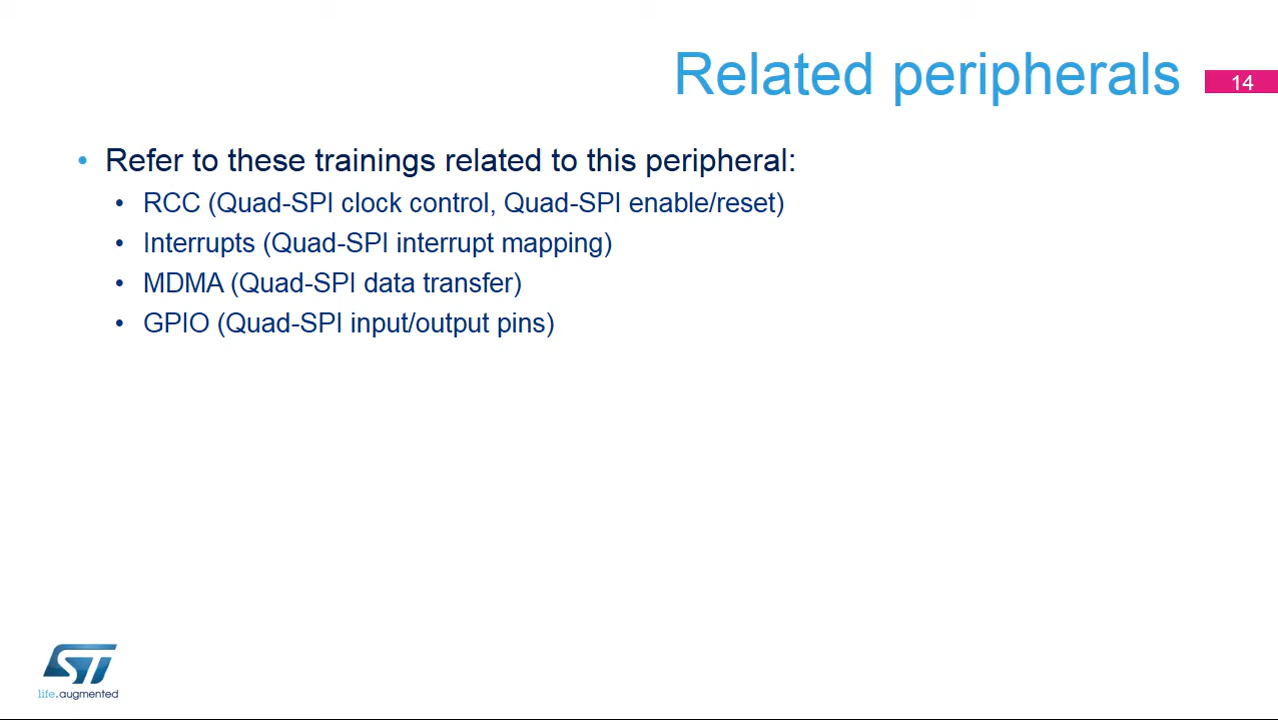 Related peripherals
14
• Refer to these trainings related to this peripheral:
• RCC (Quad-SPI clock control, Quad-SPI enable/reset)
• Interrupts (Quad-SPI interrupt mapping)
• MDMA (Quad-SPI data transfer)
• GPIO (Quad-SPI input/output pins)
ST
life.augmented